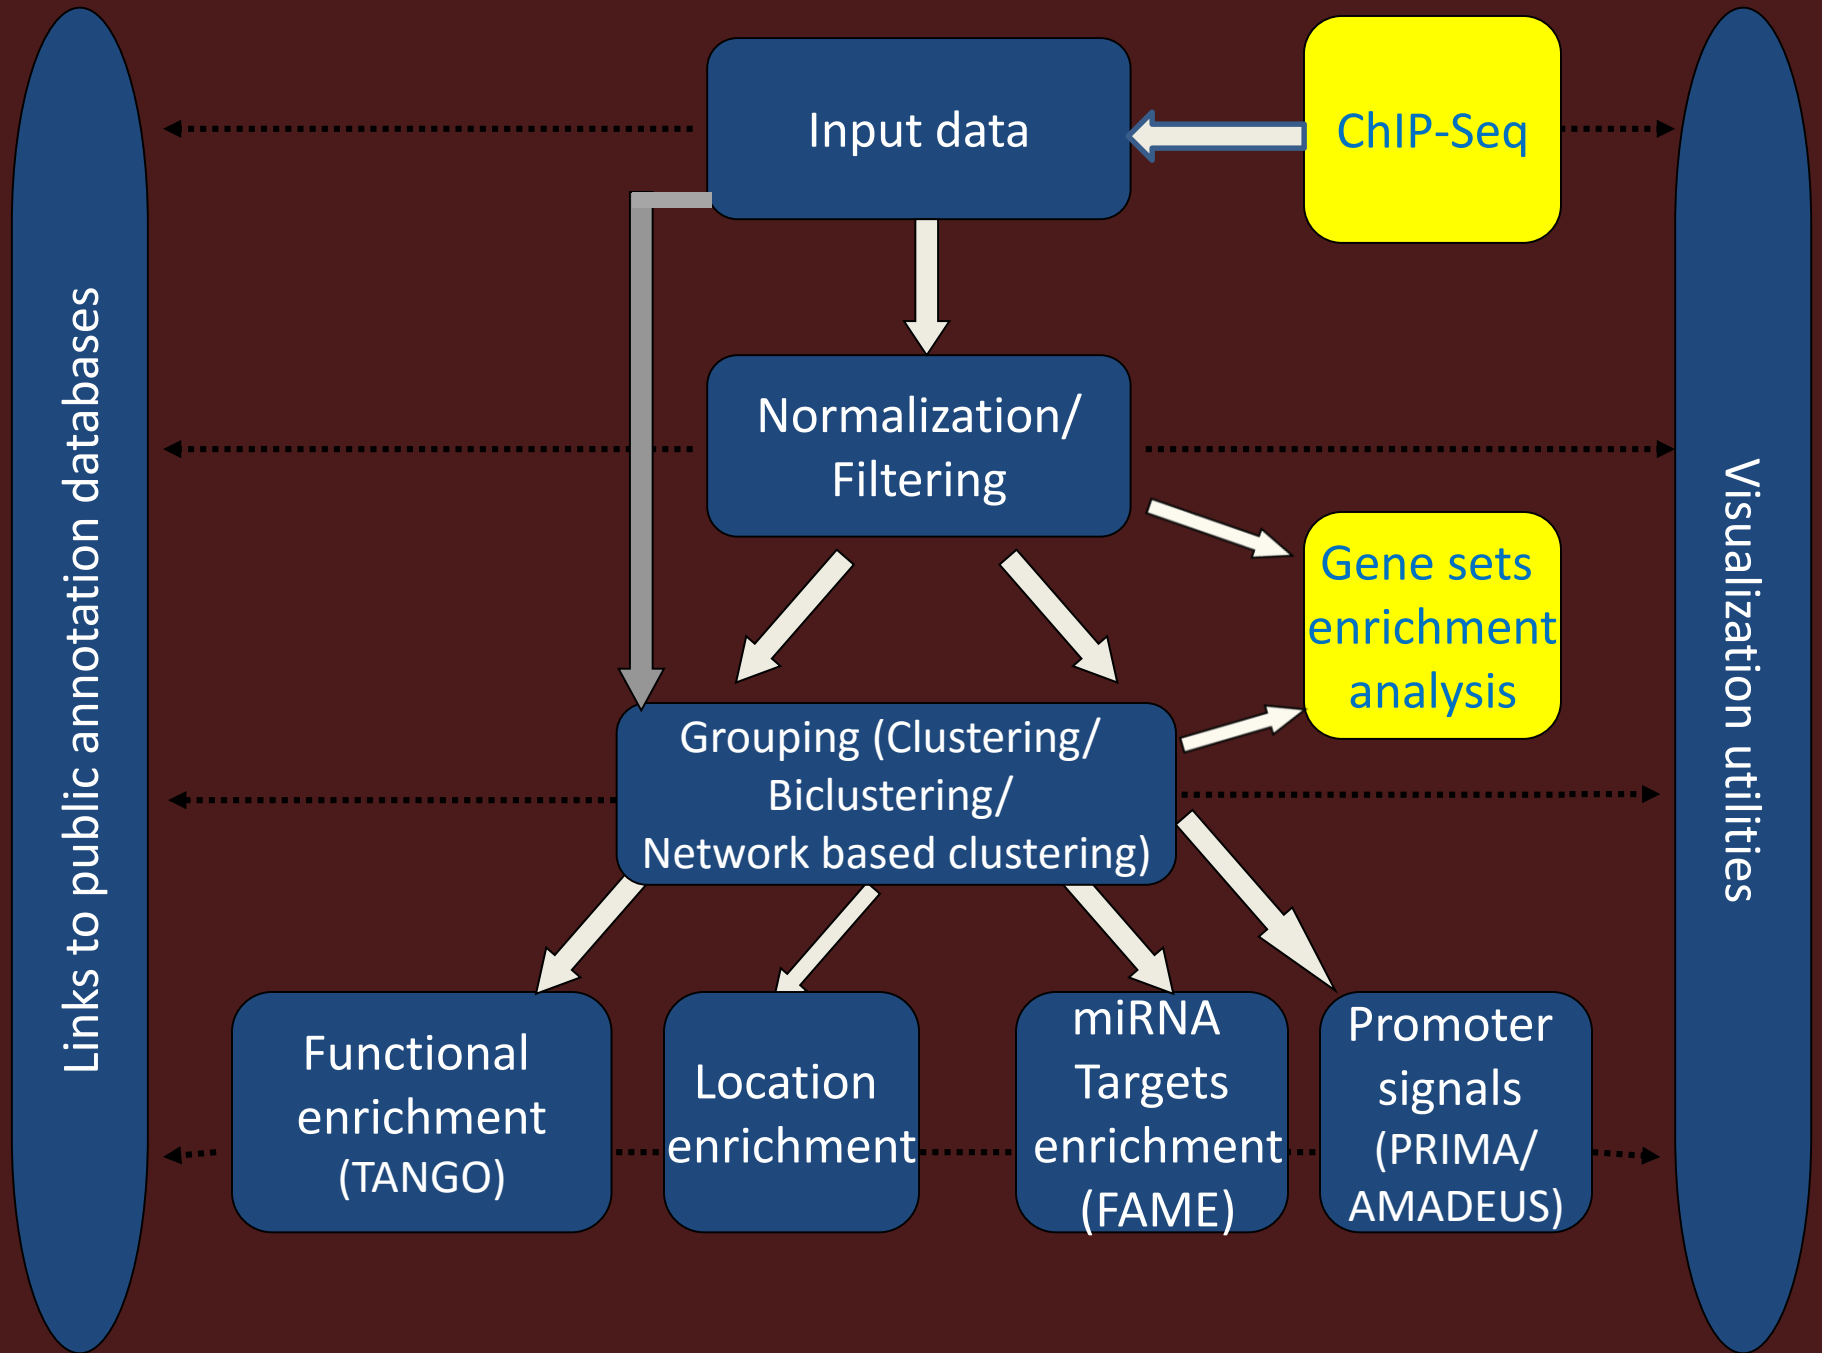 Links to public annotation databases
Input data
ChIP-Seq
Normalization/
Filtering
Gene sets
enrichment
analysis
Grouping (Clustering/
Biclustering/
Network based clustering)
Functional
enrichment
(TANGO)
Location
enrichment
miRNA
Targets
enrichment
(FAME)
Promoter
signals
(PRIMA/
AMADEUS)
Visualization utilities